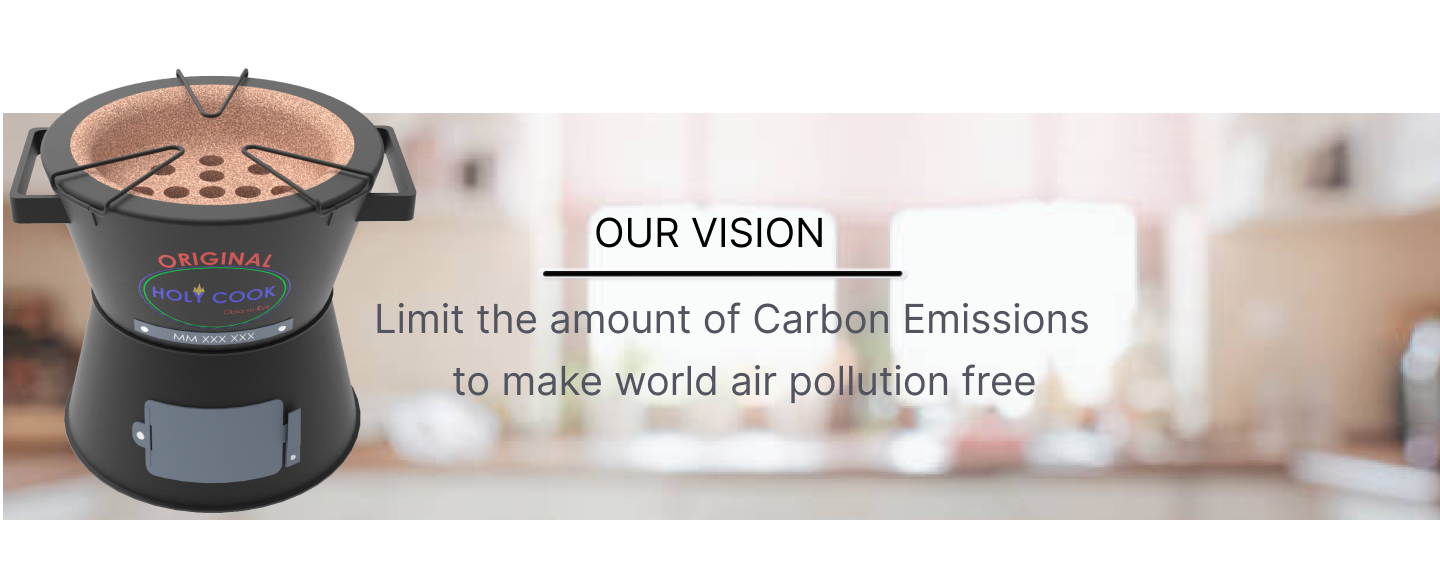 ORIGINAL
HOLY COOK
MM XXX XXX
OUR VISION
Limit the amount of Carbon Emissions
to make world air pollution free